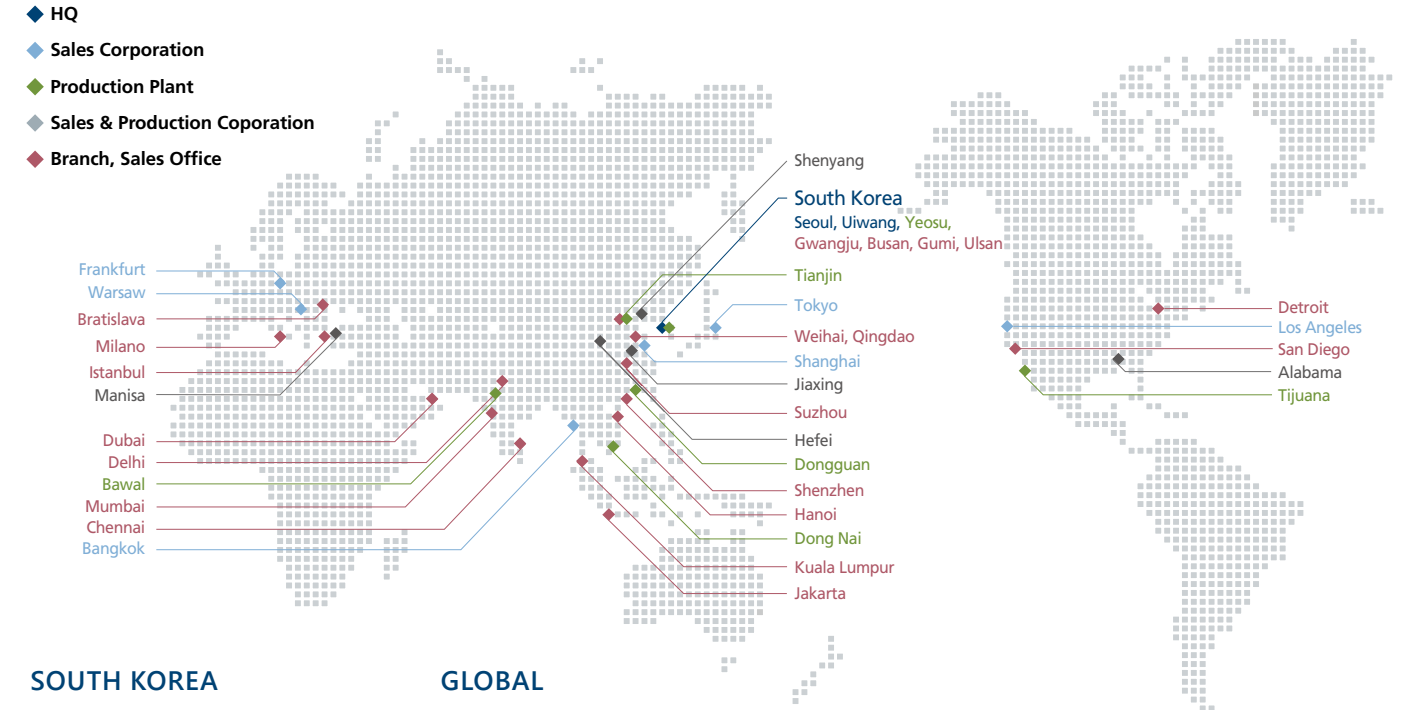 HQ
Sales Corporation
Production Plant
Sales & Production Coporation
Branch, Sales Office
Frankfurt
Warsaw
Bratislava
Milano
Istanbul
Manisa
Dubai
Delhi
Bawal
Mumbai
Chennai
Bangkok
Shenyang
South Korea
Seoul, Uiwang, Yeosu,
Gwangju, Busan, Gumi, Ulsan
Tianjin
Tokyo
Weihai, Qingdao
Shanghai
Jiaxing
Suzhou
Hefei
Dongguan
Shenzhen
Hanoi
Dong Nai
Kuala Lumpur
Jakarta
Detroit
Los Angeles
San Diego
Alabama
Tijuana
SOUTH KOREA
GLOBAL